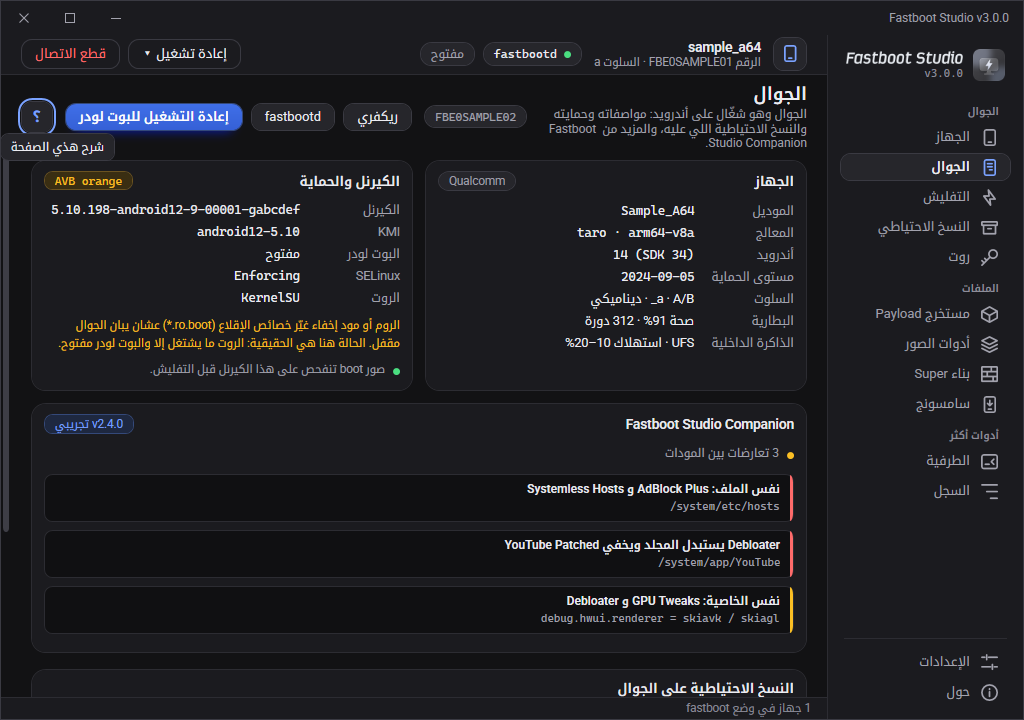 Fastboot Studio v3.0.0
Fastboot Studio
v3.0.0
الجوال
الجهاز
الجوال
التفليش
النسخ الاحتياطي
روت
الملفات
مستخرج Payload
أدوات الصور
بناء Super
سامسونج
أدوات أكثر
الطرفية
السجل
الإعدادات
حول
sample_a64
الرقم FBE0SAMPLE01 · السلوت a
fastbootd
مفتوح
إعادة تشغيل ▾
قطع الاتصال
الجوال
الجوال وهو شغّال على أندرويد: مواصفاته وحمايته
والنسخ الاحتياطية اللي عليه، والمزيد من Fastboot
Studio Companion.
FBE0SAMPLE02
ريكفري
fastbootd
إعادة التشغيل للبوت لودر
؟
شرح هذي الصفحة
الجهاز
Qualcomm
الموديل Sample_A64
المعالج taro · arm64-v8a
أندرويد 14 (SDK 34)
مستوى الحماية 2024-09-05
السلوت A/B · _a · ديناميكي
البطارية صحة 91% · 312 دورة
الذاكرة الداخلية UFS · استهلاك 10–20%
الكيرنل والحماية
AVB orange
الكيرنل 5.10.198-android12-9-00001-gabcdef
KMI android12-5.10
البوت لودر مفتوح
SELinux Enforcing
الروت KernelSU
الروم أو مود إخفاء غيّر خصائص الإقلاع (ro.boot.*) عشان يبان الجوال
مقفل. الحالة هنا هي الحقيقية: الروت ما يشتغل إلا والبوت لودر مفتوح.
صور boot تنفحص على هذا الكيرنل قبل التفليش.
Fastboot Studio Companion
v2.4.0 تجريبي
3 تعارضات بين المودات
نفس الملف: AdBlock Plus و Systemless Hosts
/system/etc/hosts
Debloater يستبدل المجلد ويخفي YouTube Patched
/system/app/YouTube
نفس الخاصية: GPU Tweaks و Debloater
debug.hwui.renderer = skiavk / skiagl
النسخ الاحتياطية على الجوال
1 جهاز في وضع fastboot